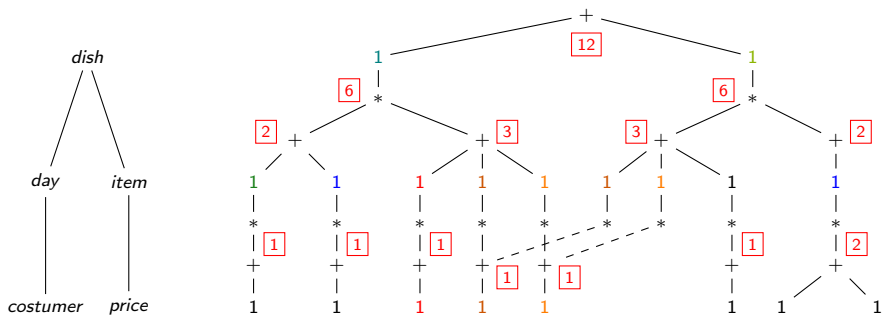 +
12
dish
1 1
6 * 6 *
2 + + 3 3 + + 2
day item 1 1 1 1 1 1 1 1 1
* * * * * * * * *
1 1 1 1 2
+ + + + + + +
1 1
costumer price 1 1 1 1 1 1 1 1